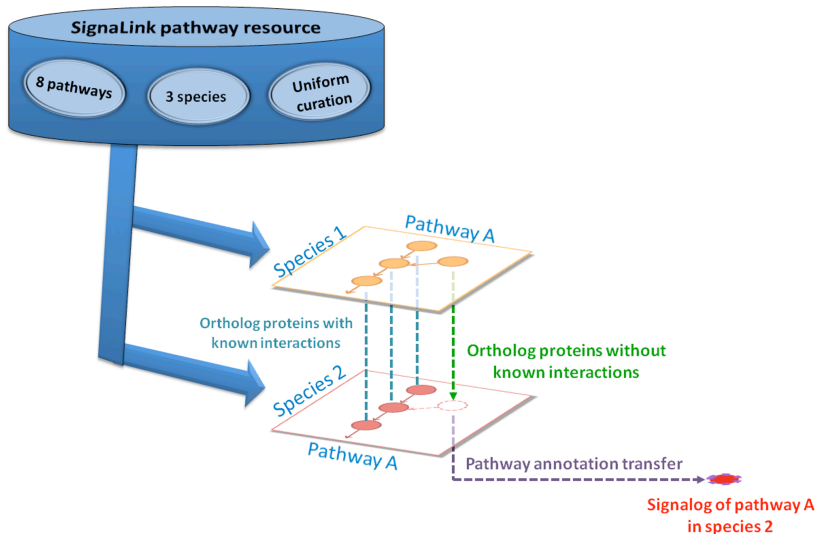 SignaLink pathway resource
8 pathways
3 species
Uniform
curation
Species 1
Pathway A
Ortholog proteins with
known interactions
Ortholog proteins without
known interactions
Species 2
Pathway A
Pathway annotation transfer
Signalog of pathway A
in species 2